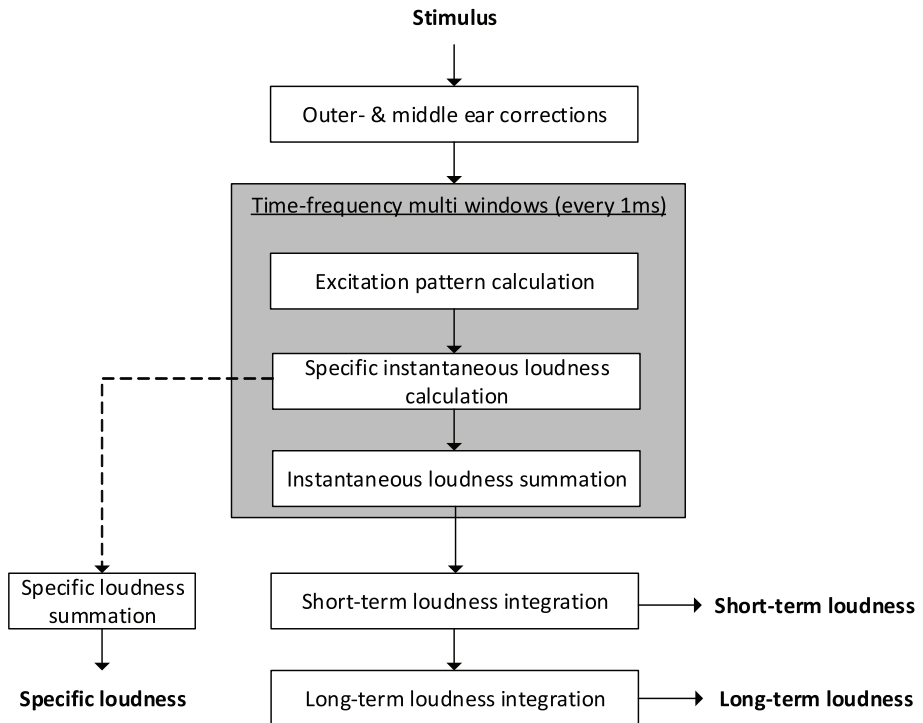 Stimulus
Outer- & middle ear corrections
Time-frequency multi windows (every 1ms)
Excitation pattern calculation
Specific instantaneous loudness
calculation
Instantaneous loudness summation
Specific loudness
summation
Short-term loudness integration
Short-term loudness
Specific loudness
Long-term loudness integration
Long-term loudness